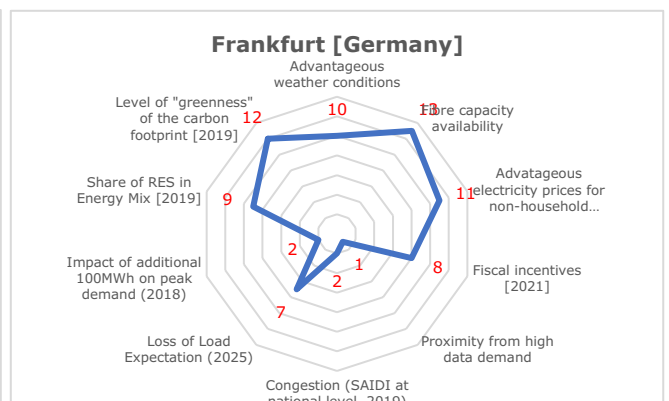 Frankfurt [Germany]
Advantageous
weather conditions
10
13
Fibre capacity
availability
11
Advatageous
electricity prices for
non-household...
8
Fiscal incentives
[2021]
1
Proximity from high
data demand
2
Congestion (SAIDI at
national level, 2019)
7
Loss of Load
Expectation (2025)
2
Impact of additional
100MWh on peak
demand (2018)
9
Share of RES in
Energy Mix [2019]
12
Level of "greenness"
of the carbon
footprint [2019]